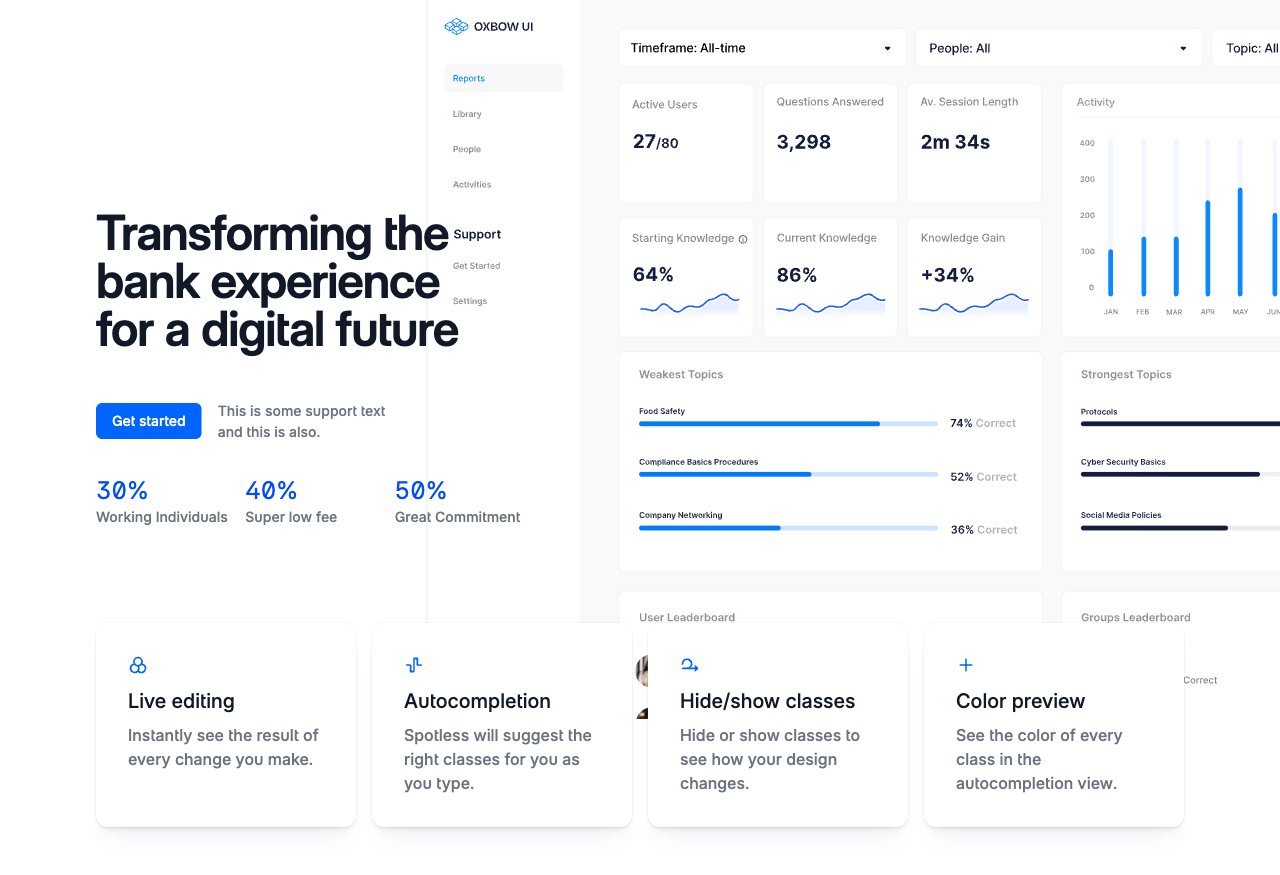 OXBOW UI
Reports
Library
People
Activities
Support
Get Started
Settings
Transforming the
bank experience
for a digital future
Get started
This is some support text
and this is also.
30%
Working Individuals
40%
Super low fee
50%
Great Commitment
Timeframe: All-time
People: All
Topic: All
Active Users
27/80
Questions Answered
3,298
Av. Session Length
2m 34s
Starting Knowledge
64%
Current Knowledge
86%
Knowledge Gain
+34%
Activity
400
300
200
100
0
JAN FEB MAR APR MAY JUN
Weakest Topics
Food Safety
74% Correct
Compliance Basics Procedures
52% Correct
Company Networking
36% Correct
Strongest Topics
Protocols
Cyber Security Basics
Social Media Policies
User Leaderboard
Groups Leaderboard
Correct
Live editing
Instantly see the result of
every change you make.
Autocompletion
Spotless will suggest the
right classes for you as
you type.
Hide/show classes
Hide or show classes to
see how your design
changes.
Color preview
See the color of every
class in the
autocompletion view.